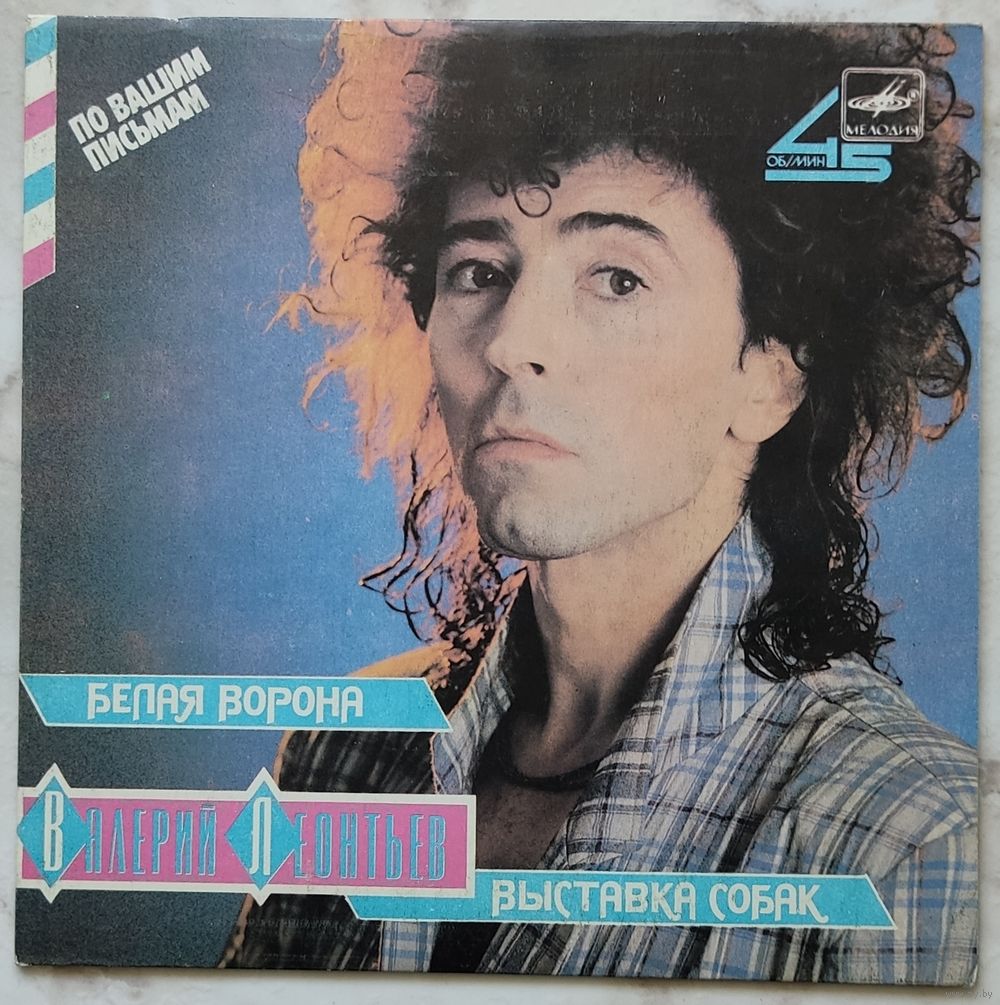 ПО ВАШИМ
ПИСЬМАМ
МЕЛОДИЯ
45
ОБ/МИН
БЕЛАЯ ВОРОНА
ВАЛЕРИЙ ЛЕОНТЬЕВ
ВЫСТАВКА СОБАК